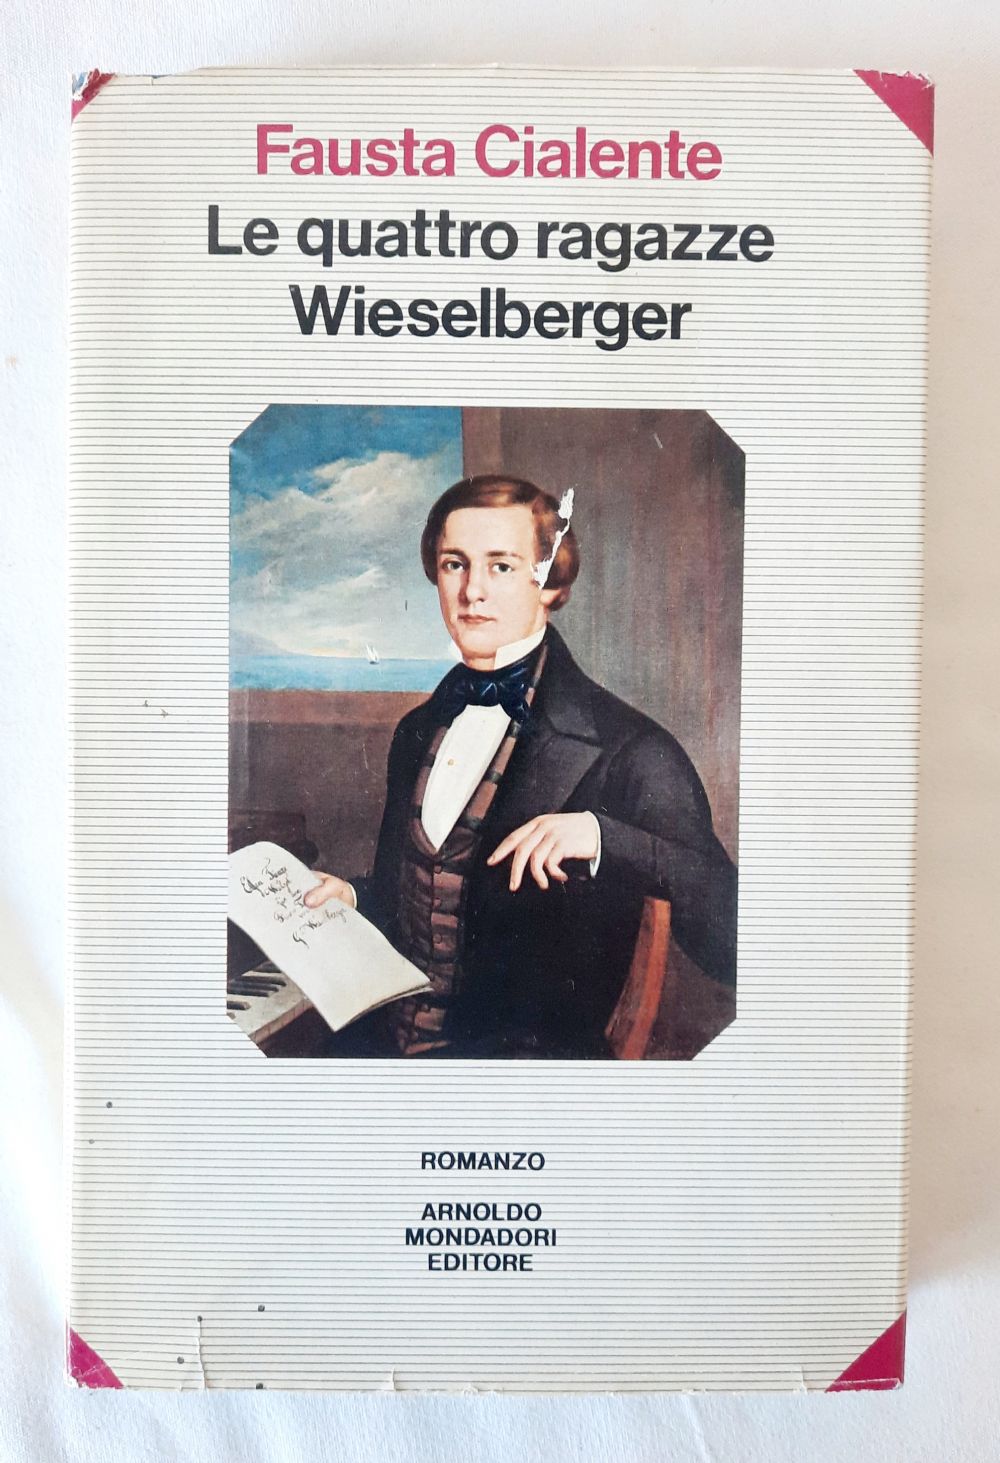 Fausta Cialente
Le quattro ragazze
Wieselberger
ROMANZO
ARNOLDO
MONDADORI
EDITORE